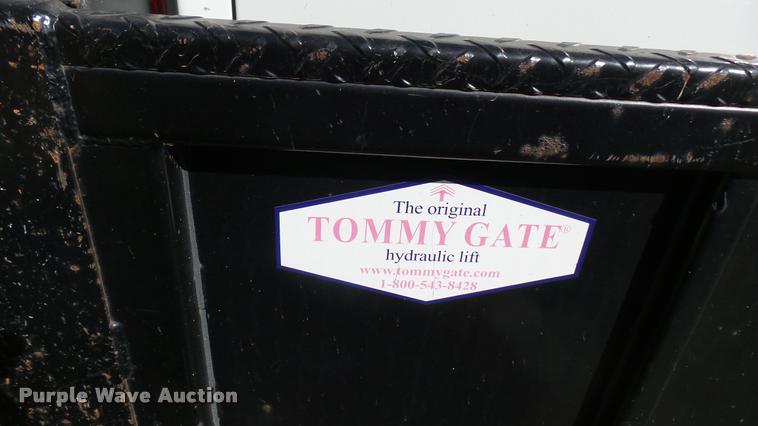 The original
TOMMY GATE®
hydraulic lift
www.tommygate.com
1-800-543-8428
Purple Wave Auction